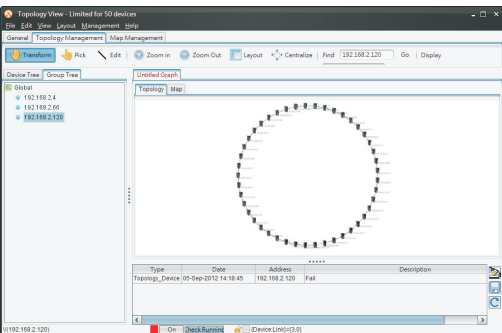 Topology View - Limited for 50 devices
File Edit View Layout Management Help
General Topology Management Map Management
Transform Pick Edit Zoom in Zoom Out Layout Centralize Find 192.168.2.120 Go Display
Device Tree Group Tree
Untitled Graph
Global
Topology Map
192.168.2.4
192.168.2.66
192.168.2.120
Type Date Address Description
Topology_Device 05-Sep-2012 14:18:45 192.168.2.120 Fail
V(192.168.2.120) On Check Running (Device Link)=(3,0)